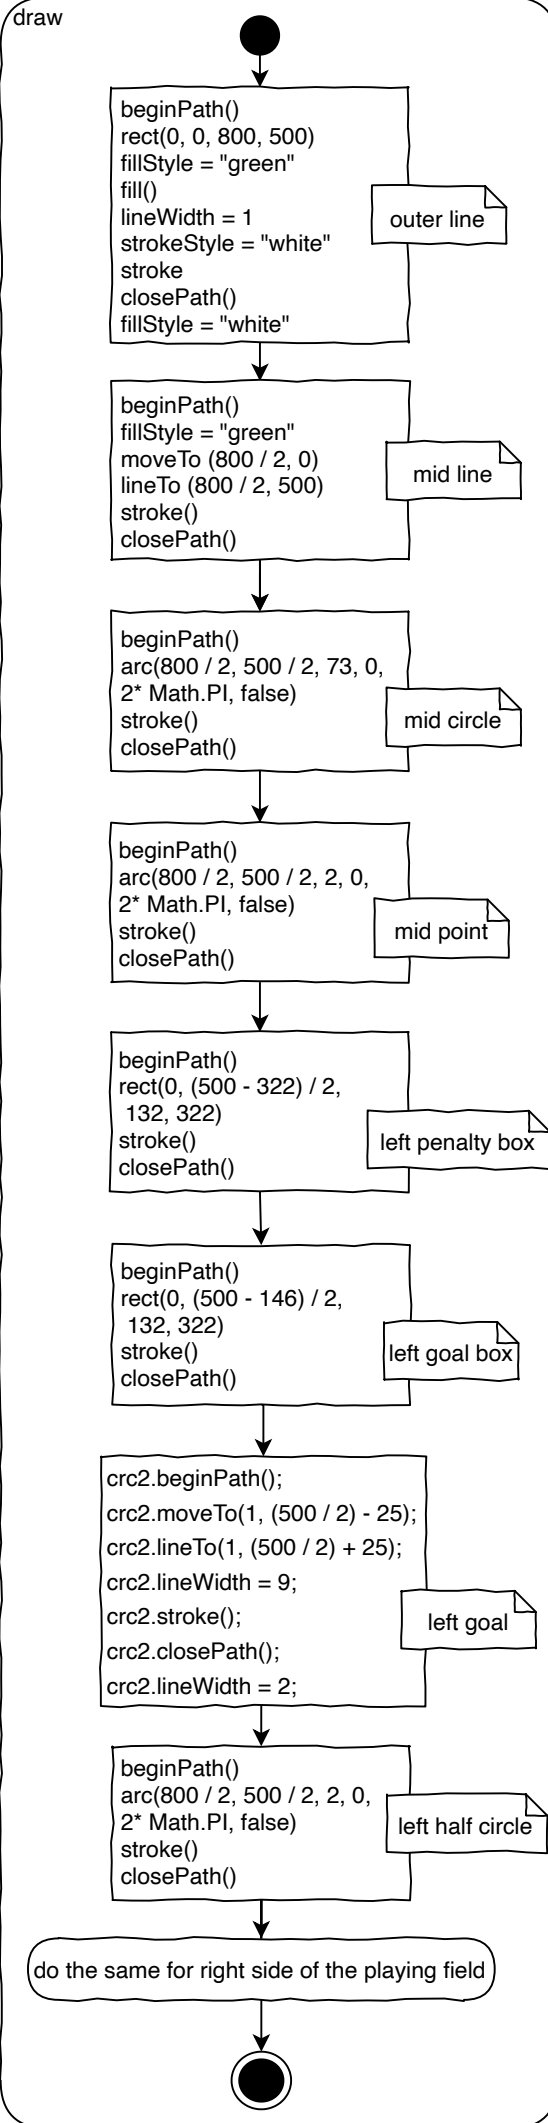 draw
beginPath()
rect(0, 0, 800, 500)
fillStyle = "green"
fill()
lineWidth = 1
strokeStyle = "white"
stroke
closePath()
fillStyle = "white"
outer line
beginPath()
fillStyle = "green"
moveTo (800 / 2, 0)
lineTo (800 / 2, 500)
stroke()
closePath()
mid line
beginPath()
arc(800 / 2, 500 / 2, 73, 0,
2* Math.PI, false)
stroke()
closePath()
mid circle
beginPath()
arc(800 / 2, 500 / 2, 2, 0,
2* Math.PI, false)
stroke()
closePath()
mid point
beginPath()
rect(0, (500 - 322) / 2,
132, 322)
stroke()
closePath()
left penalty box
beginPath()
rect(0, (500 - 146) / 2,
132, 322)
stroke()
closePath()
left goal box
crc2.beginPath();
crc2.moveTo(1, (500 / 2) - 25);
crc2.lineTo(1, (500 / 2) + 25);
crc2.lineWidth = 9;
crc2.stroke();
crc2.closePath();
crc2.lineWidth = 2;
left goal
beginPath()
arc(800 / 2, 500 / 2, 2, 0,
2* Math.PI, false)
stroke()
closePath()
left half circle
do the same for right side of the playing field